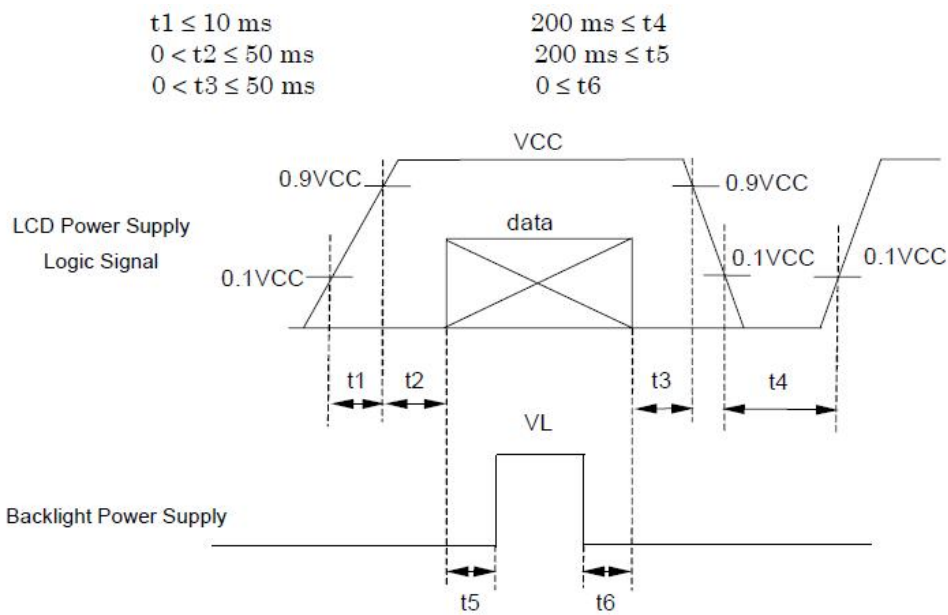 t1 ≤ 10 ms 200 ms ≤ t4
0 < t2 ≤ 50 ms 200 ms ≤ t5
0 < t3 ≤ 50 ms 0 ≤ t6
VCC
0.9VCC 0.9VCC
LCD Power Supply
Logic Signal
data
0.1VCC 0.1VCC 0.1VCC
t1 t2 t3 t4
VL
Backlight Power Supply
t5 t6